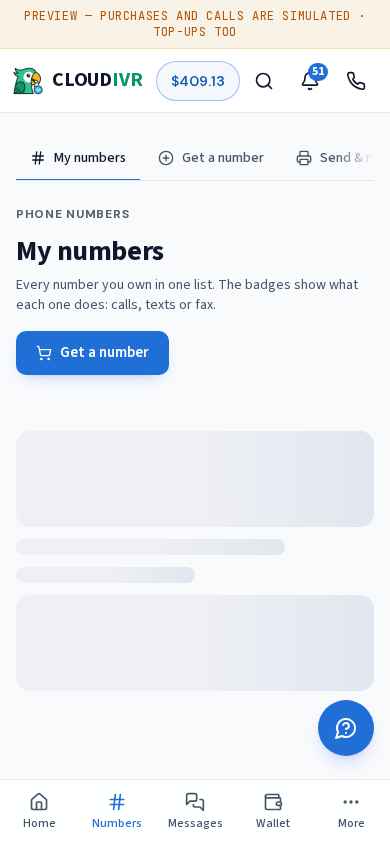 PREVIEW — PURCHASES AND CALLS ARE SIMULATED ·
TOP-UPS TOO
CLOUDIVR
$409.13
51
My numbers
Get a number
Send &
PHONE NUMBERS
My numbers
Every number you own in one list. The badges show what
each one does: calls, texts or fax.
Get a number
Home
Numbers
Messages
Wallet
More